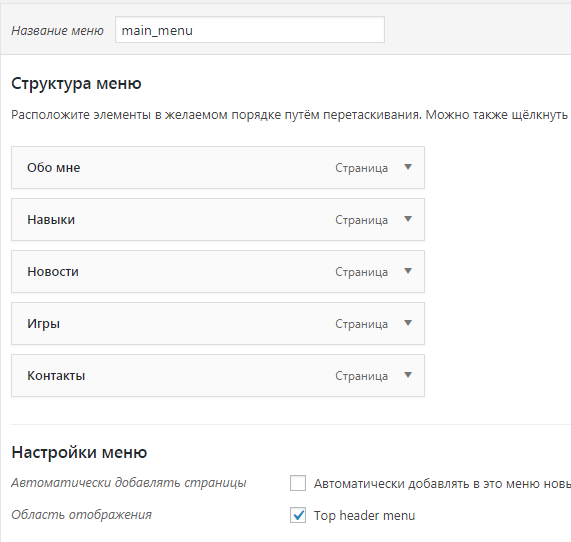 Название меню main_menu
Структура меню
Расположите элементы в желаемом порядке путём перетаскивания. Можно также щёлкнуть
Обо мне Страница
Навыки Страница
Новости Страница
Игры Страница
Контакты Страница
Настройки меню
Автоматически добавлять страницы Автоматически добавлять в это меню новы
Область отображения Top header menu